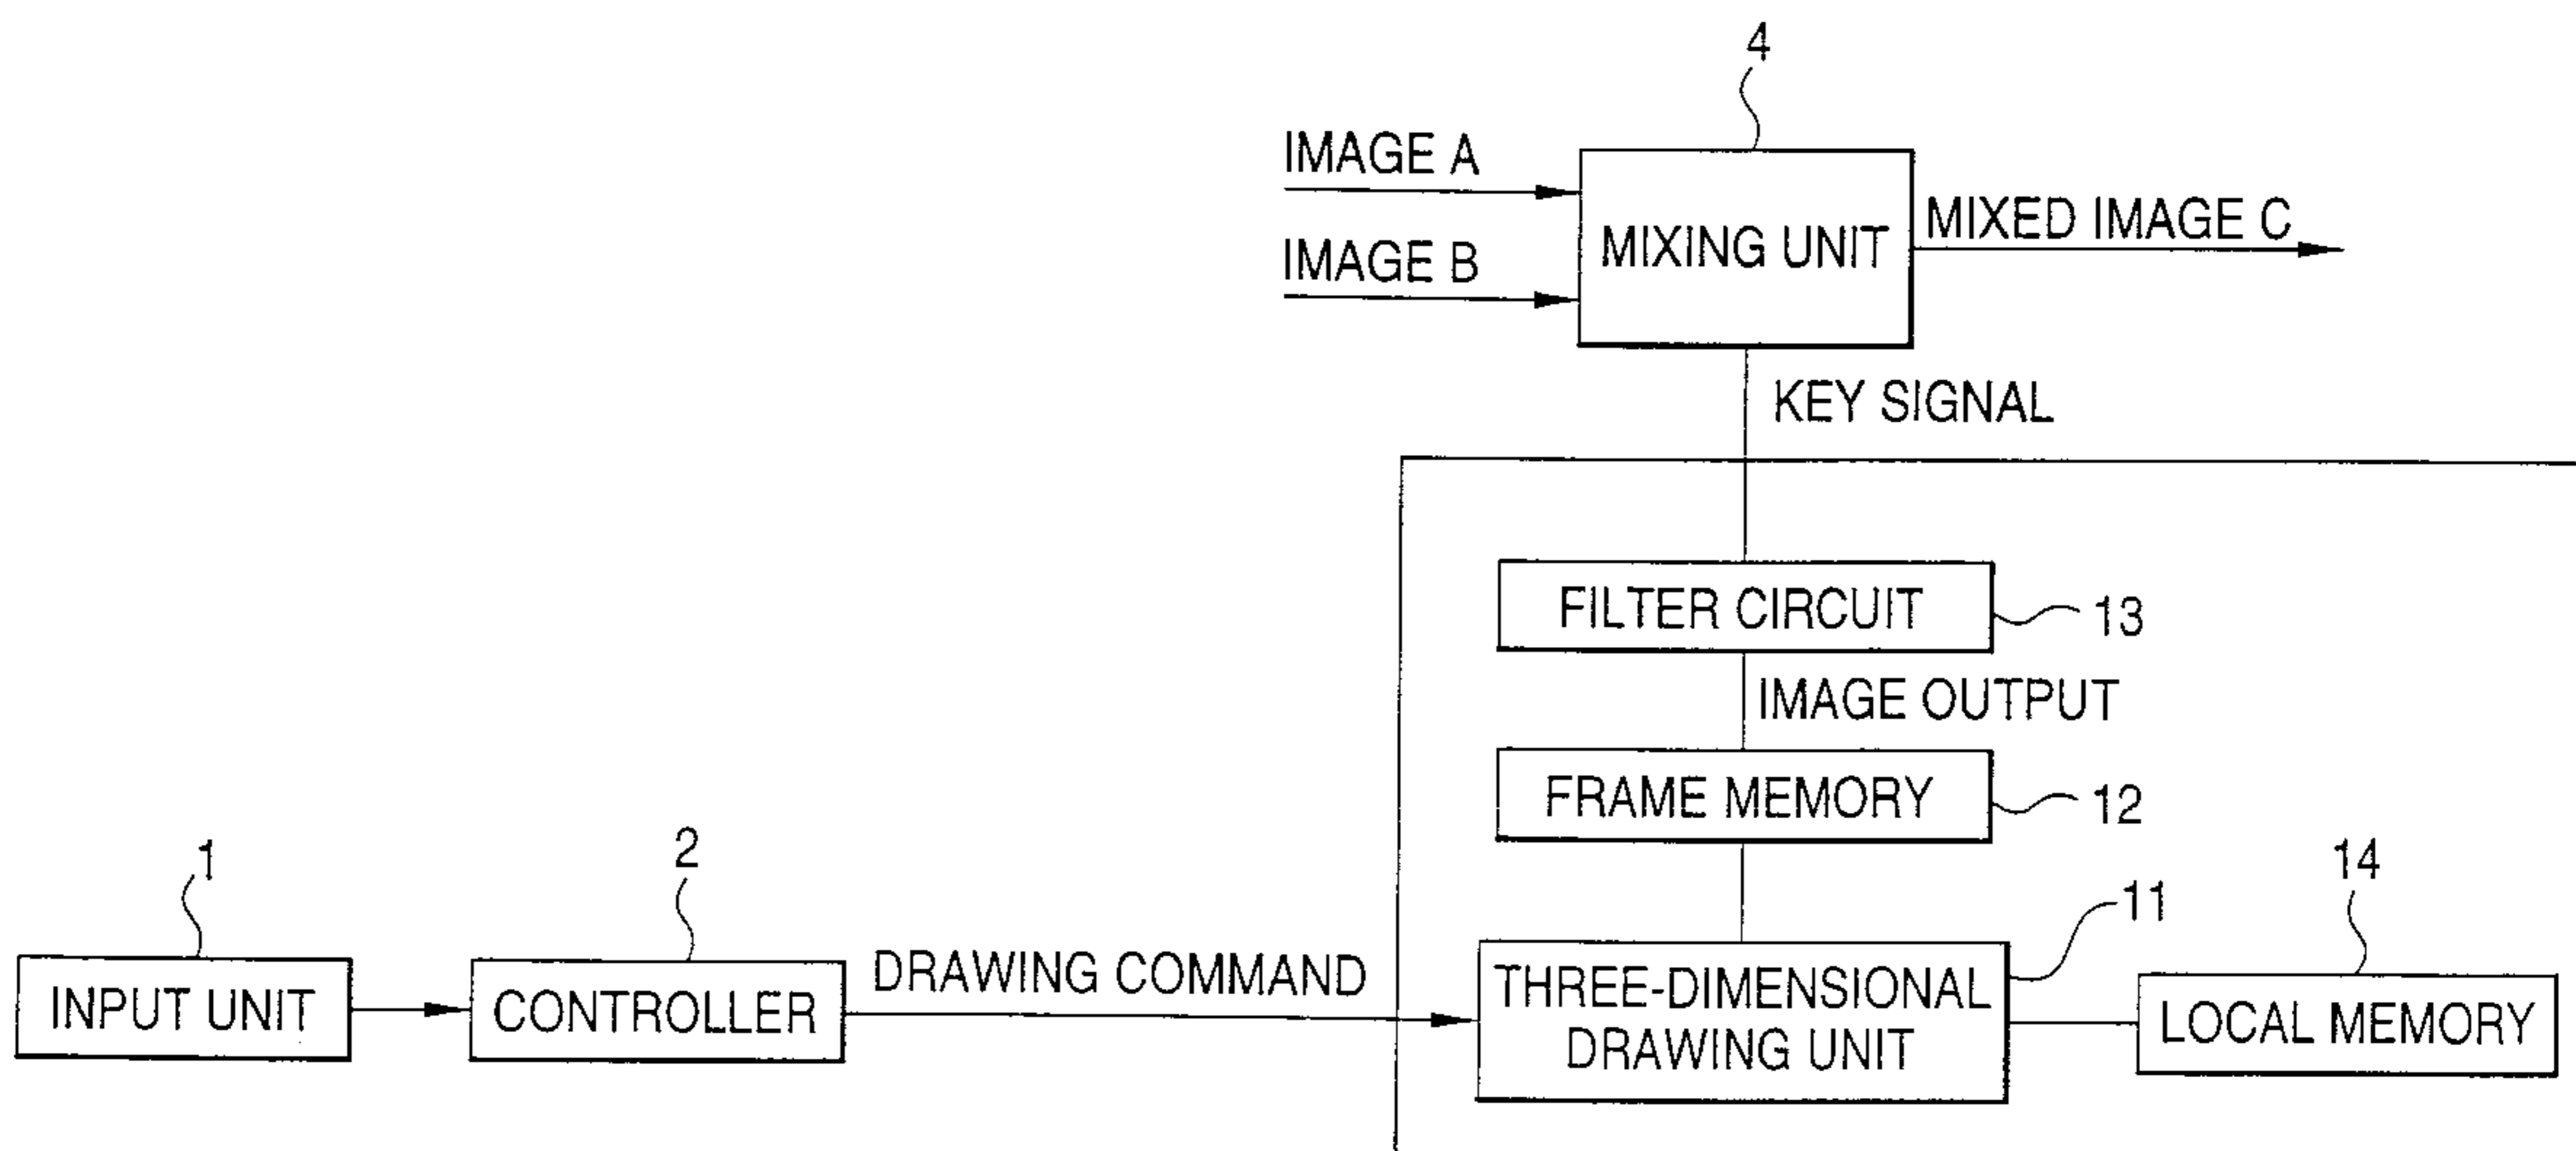 4
IMAGE A
MIXING UNIT
MIXED IMAGE C
IMAGE B
KEY SIGNAL
FILTER CIRCUIT
13
IMAGE OUTPUT
FRAME MEMORY
12
1
2
14
11
INPUT UNIT
CONTROLLER
DRAWING COMMAND
THREE-DIMENSIONAL
DRAWING UNIT
LOCAL MEMORY